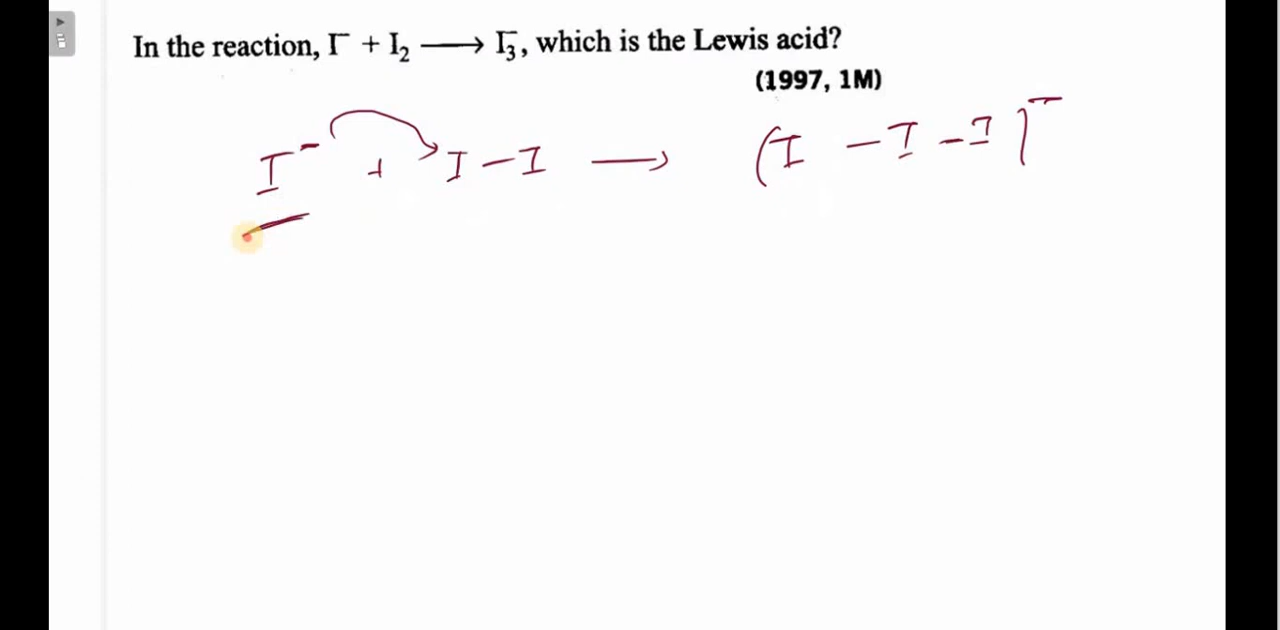 In the reaction, I⁻ + I₂ ⟶ I₃⁻, which is the Lewis acid?
(1997, 1M)
I⁻ + I – I ⟶ (I – I – I)⁻